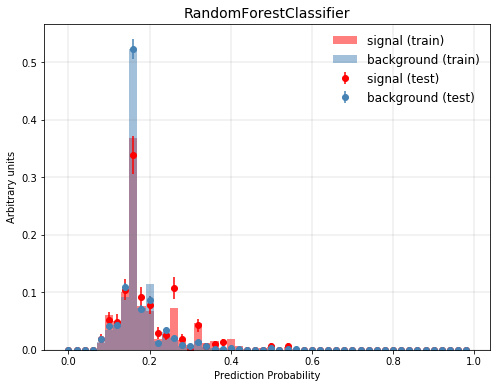 RandomForestClassifier
signal (train)
background (train)
signal (test)
background (test)
Arbitrary units
0.5
0.4
0.3
0.2
0.1
0.0
0.0 0.2 0.4 0.6 0.8 1.0
Prediction Probability